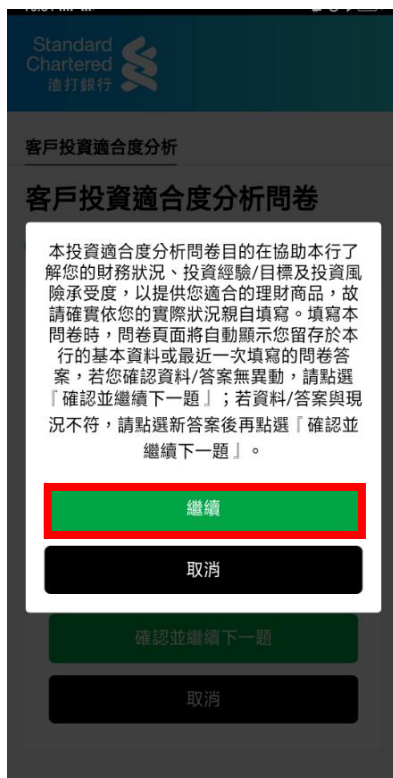 Standard
Chartered
渣打銀行
客戶投資適合度分析
客戶投資適合度分析問卷
本投資適合度分析問卷目的在協助本行了
解您的財務狀況、投資經驗/目標及投資風
險承受度，以提供您適合的理財商品，故
請確實依您的實際狀況親自填寫。填寫本
問卷時，問卷頁面將自動顯示您留存於本
行的基本資料或最近一次填寫的問卷答
案，若您確認資料/答案無異動，請點選
『確認並繼續下一題』；若資料/答案與現
況不符，請點選新答案後再點選『確認並
繼續下一題』。
繼續
取消
確認並繼續下一題
取消